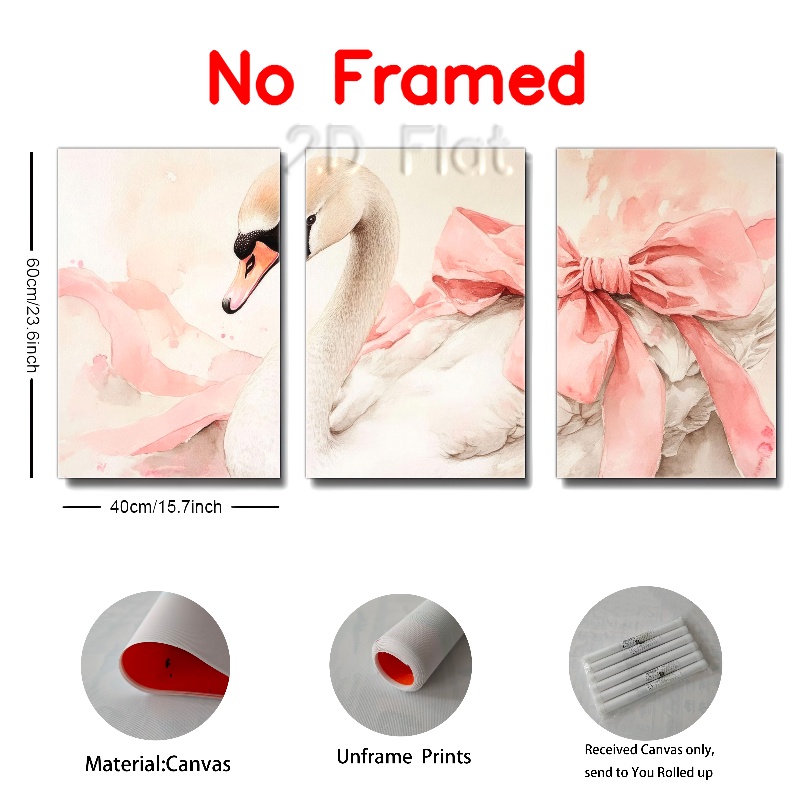 No Framed
2D Flat
60cm/23.6inch
40cm/15.7inch
Material:Canvas
Unframe Prints
Received Canvas only,
send to You Rolled up